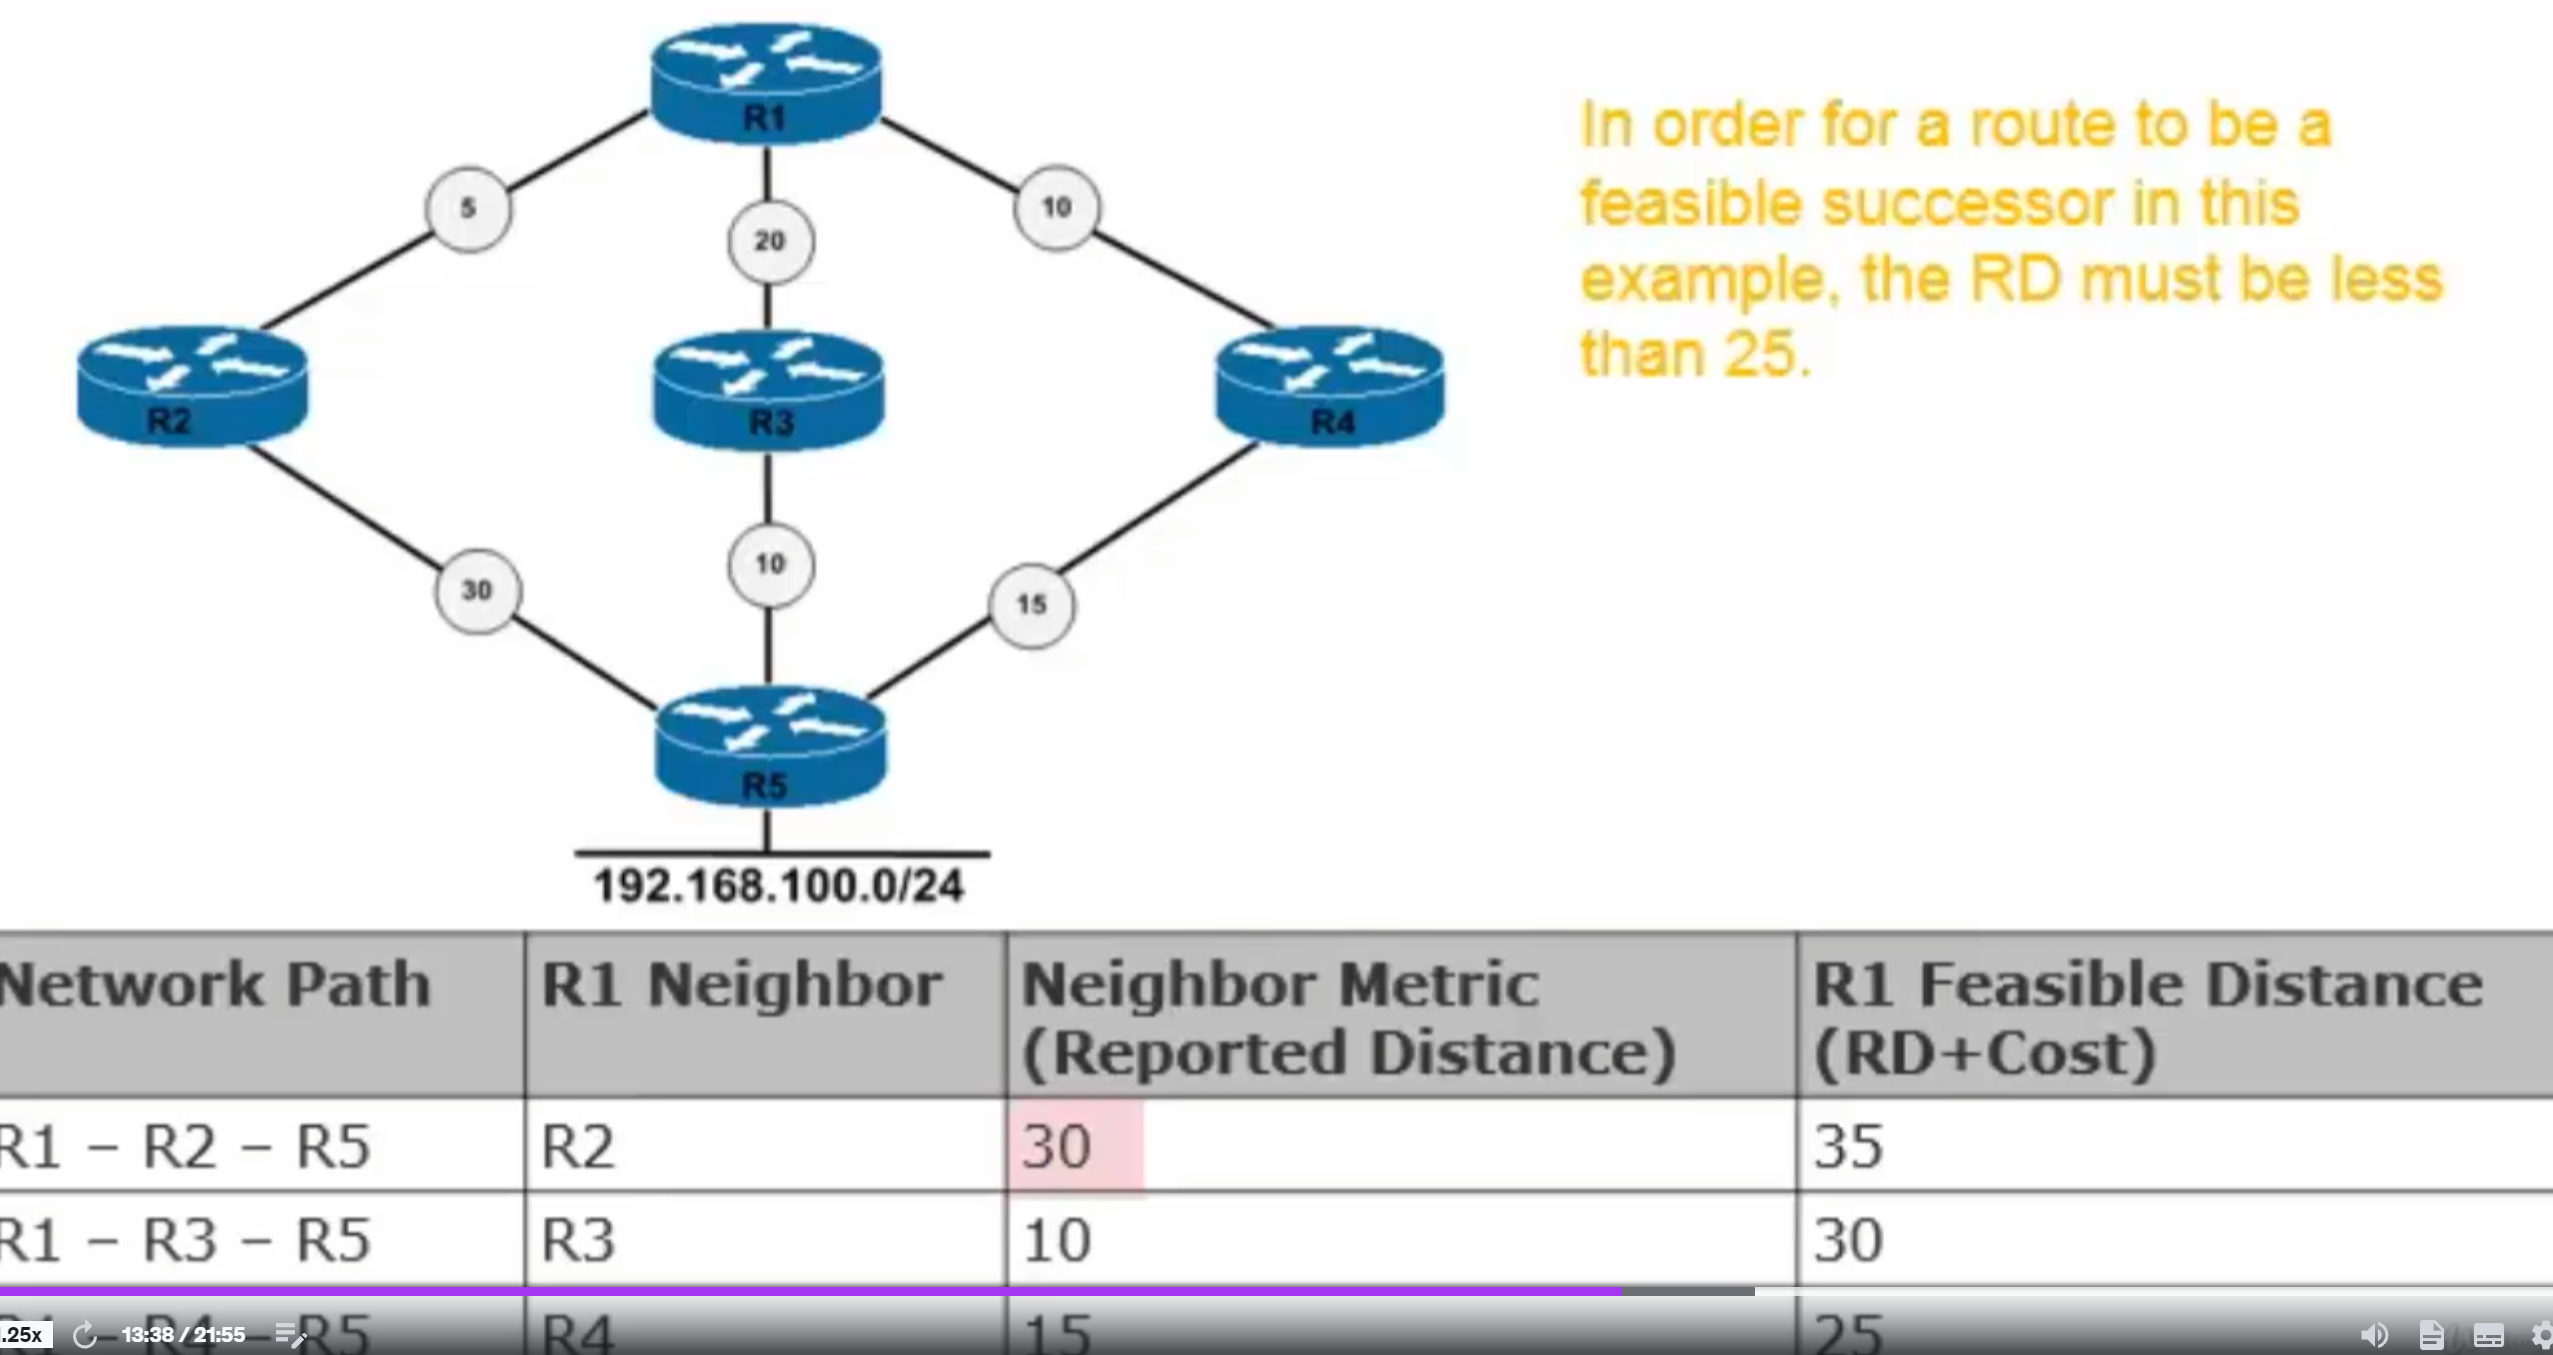 R1
In order for a route to be a
feasible successor in this
example, the RD must be less
than 25.
5
20
10
R2
R3
R4
30
10
15
R5
192.168.100.0/24
Network Path R1 Neighbor Neighbor Metric (Reported Distance) R1 Feasible Distance (RD+Cost)
R1 – R2 – R5 R2 30 35
R1 – R3 – R5 R3 10 30
R1 – R4 – R5 R4 15 25
.25x 13:38 / 21:55